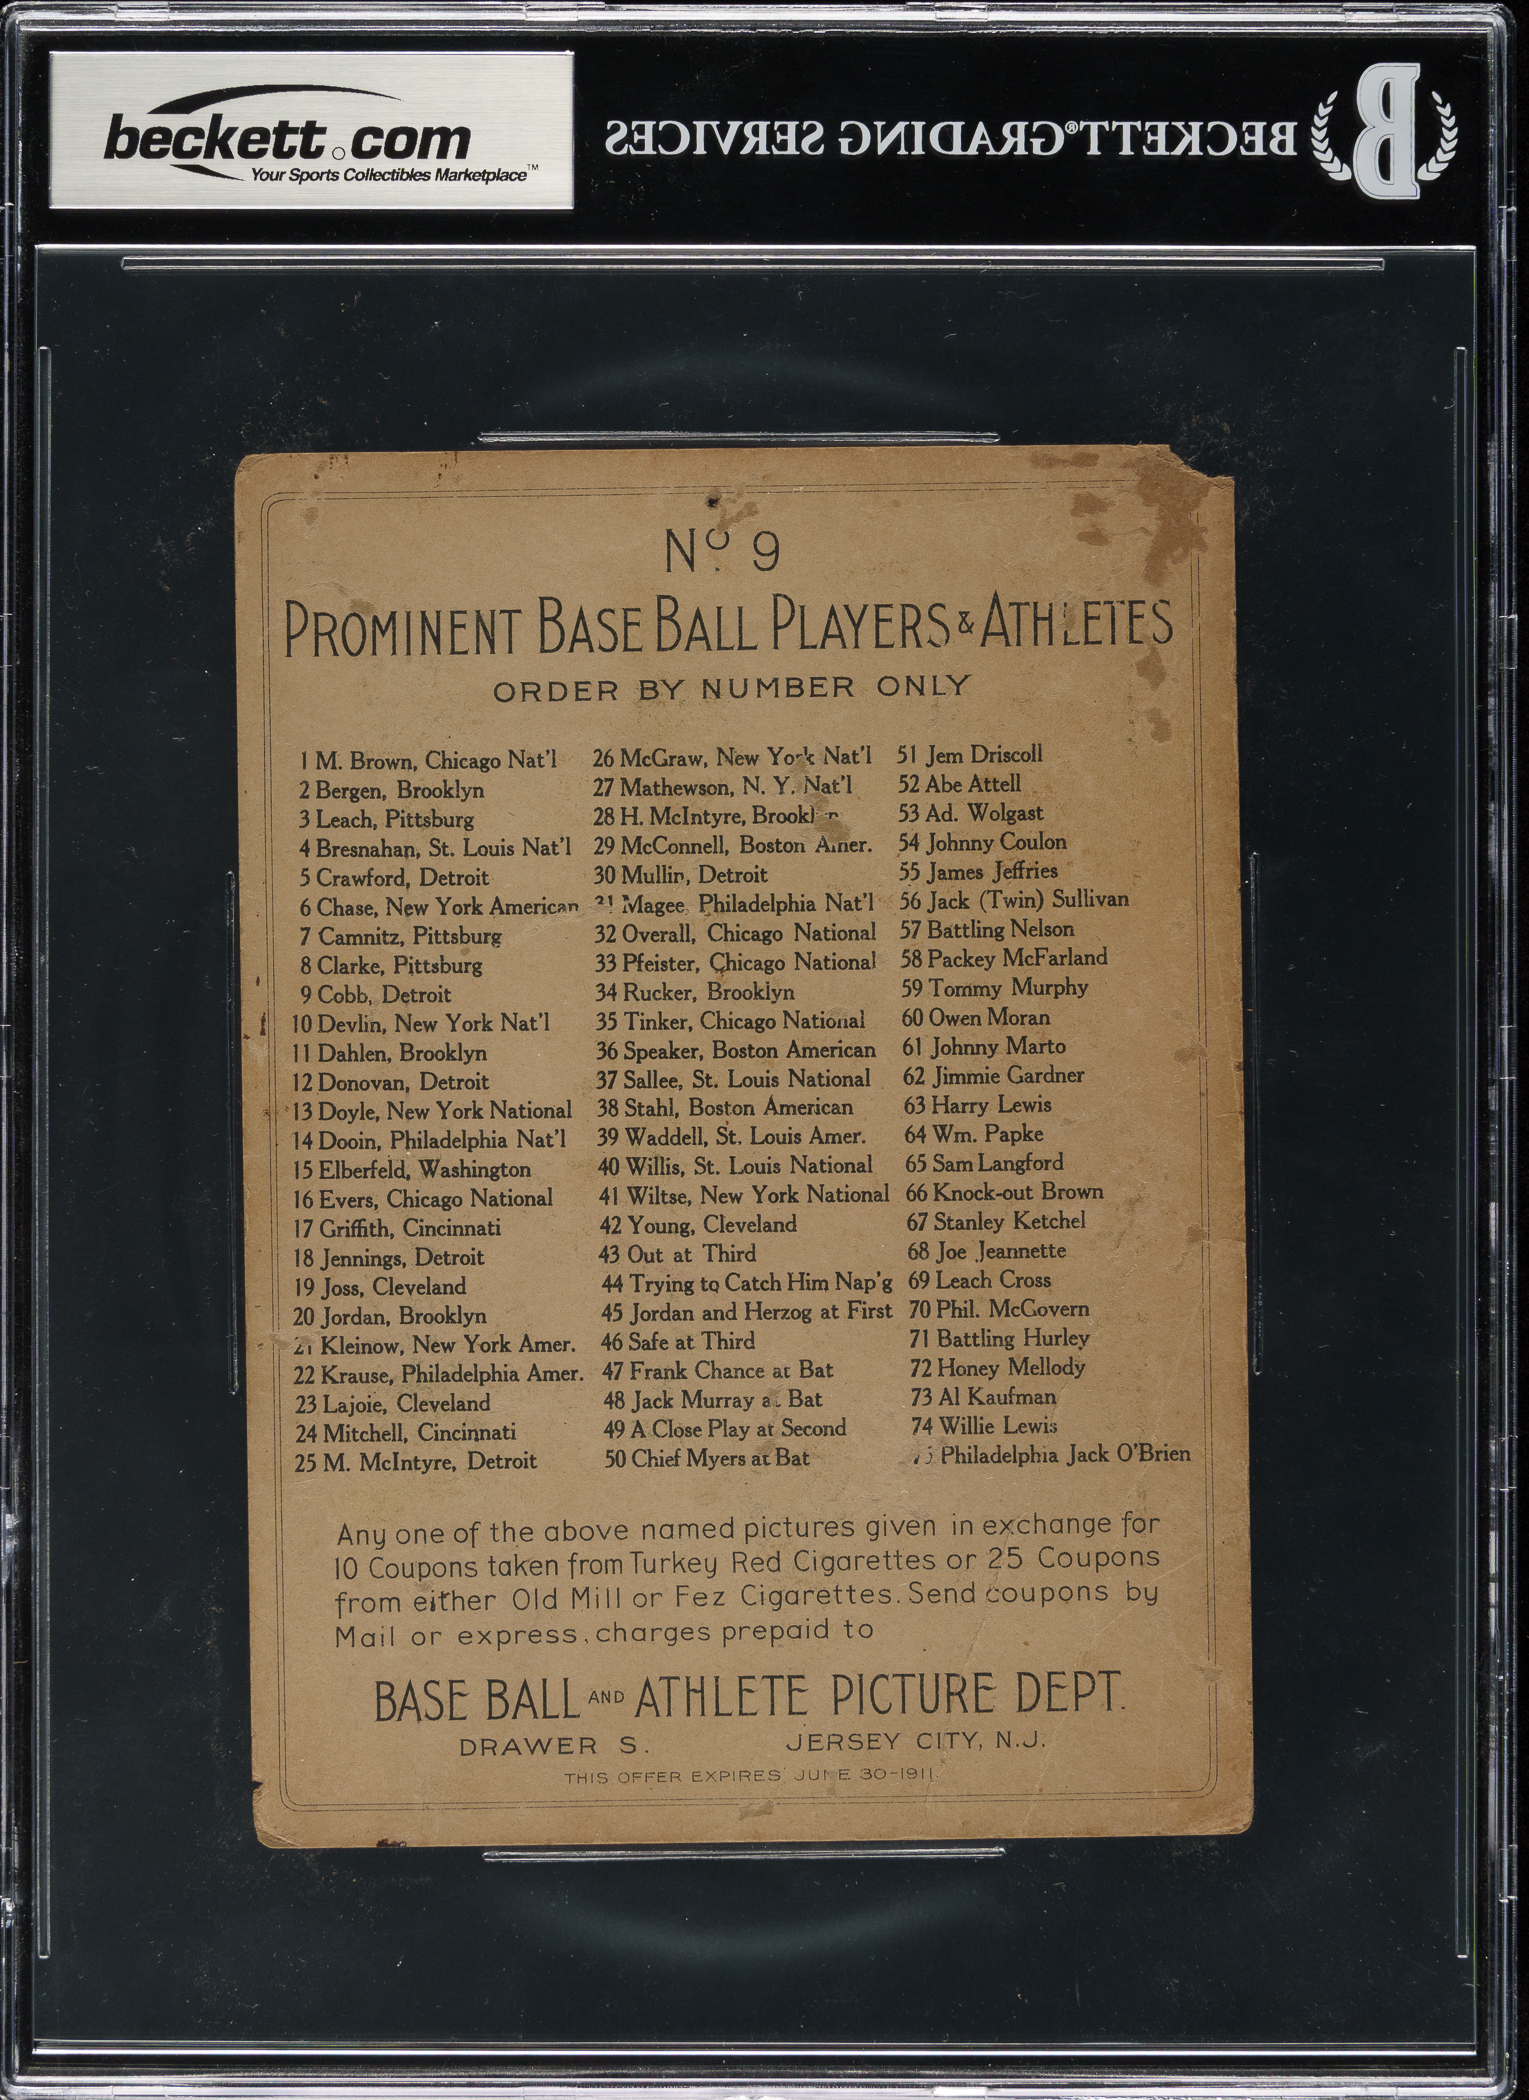 beckett.com
Your Sports Collectibles Marketplace™
BECKETT® GRADING SERVICES
B
No. 9
PROMINENT BASE BALL PLAYERS & ATHLETES
ORDER BY NUMBER ONLY
1 M. Brown, Chicago Nat'l
2 Bergen, Brooklyn
3 Leach, Pittsburg
4 Bresnahan, St. Louis Nat'l
5 Crawford, Detroit
6 Chase, New York American
7 Camnitz, Pittsburg
8 Clarke, Pittsburg
9 Cobb, Detroit
10 Devlin, New York Nat'l
11 Dahlen, Brooklyn
12 Donovan, Detroit
13 Doyle, New York National
14 Dooin, Philadelphia Nat'l
15 Elberfeld, Washington
16 Evers, Chicago National
17 Griffith, Cincinnati
18 Jennings, Detroit
19 Joss, Cleveland
20 Jordan, Brooklyn
21 Kleinow, New York Amer.
22 Krause, Philadelphia Amer.
23 Lajoie, Cleveland
24 Mitchell, Cincinnati
25 M. McIntyre, Detroit
26 McGraw, New York Nat'l
27 Mathewson, N. Y. Nat'l
28 H. McIntyre, Brooklyn
29 McConnell, Boston Amer.
30 Mullin, Detroit
31 Magee, Philadelphia Nat'l
32 Overall, Chicago National
33 Pfeister, Chicago National
34 Rucker, Brooklyn
35 Tinker, Chicago National
36 Speaker, Boston American
37 Sallee, St. Louis National
38 Stahl, Boston American
39 Waddell, St. Louis Amer.
40 Willis, St. Louis National
41 Wiltse, New York National
42 Young, Cleveland
43 Out at Third
44 Trying to Catch Him Nap'g
45 Jordan and Herzog at First
46 Safe at Third
47 Frank Chance at Bat
48 Jack Murray at Bat
49 A Close Play at Second
50 Chief Myers at Bat
51 Jem Driscoll
52 Abe Attell
53 Ad. Wolgast
54 Johnny Coulon
55 James Jeffries
56 Jack (Twin) Sullivan
57 Battling Nelson
58 Packey McFarland
59 Tommy Murphy
60 Owen Moran
61 Johnny Marto
62 Jimmie Gardner
63 Harry Lewis
64 Wm. Papke
65 Sam Langford
66 Knock-out Brown
67 Stanley Ketchel
68 Joe Jeannette
69 Leach Cross
70 Phil. McGovern
71 Battling Hurley
72 Honey Mellody
73 Al Kaufman
74 Willie Lewis
75 Philadelphia Jack O'Brien
Any one of the above named pictures given in exchange for
10 Coupons taken from Turkey Red Cigarettes or 25 Coupons
from either Old Mill or Fez Cigarettes. Send coupons by
Mail or express, charges prepaid to
BASE BALL AND ATHLETE PICTURE DEPT.
DRAWER S. JERSEY CITY, N.J.
THIS OFFER EXPIRES JUNE 30-1911.